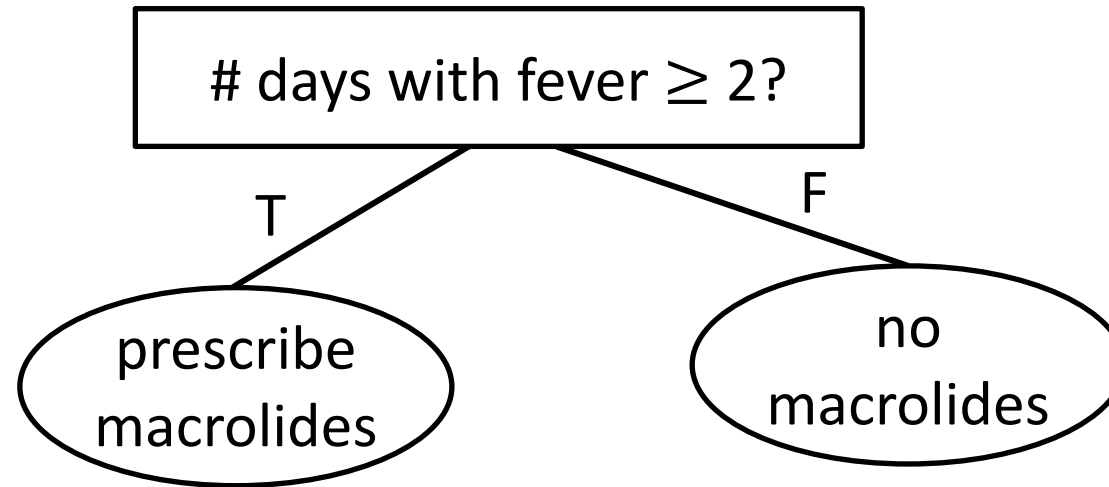 # days with fever ≥ 2?
T
F
prescribe
macrolides
no
macrolides